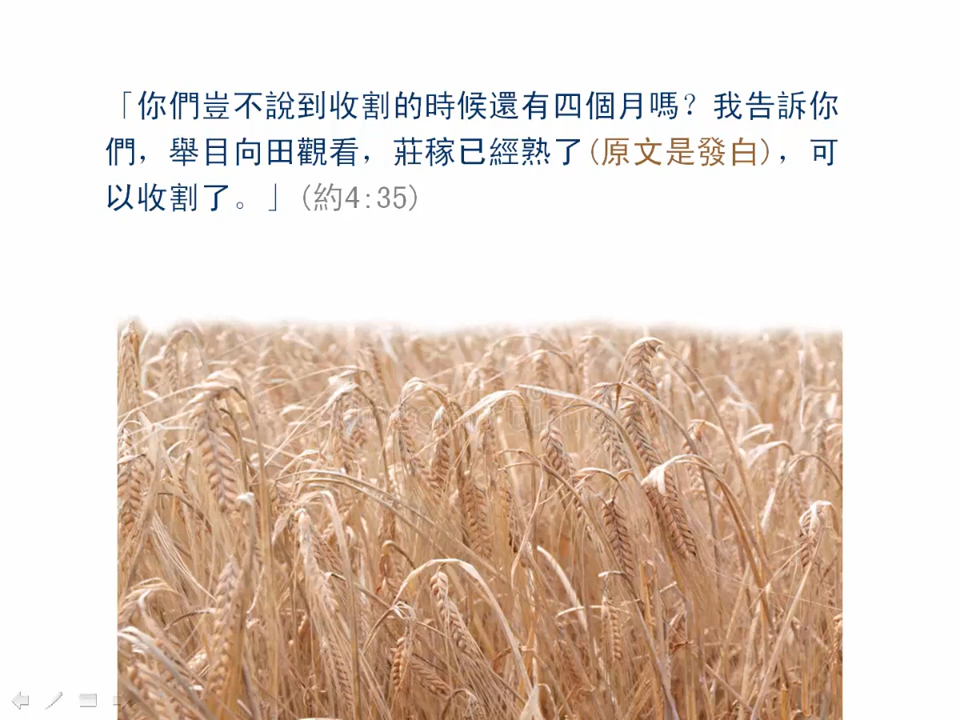 「你們豈不說到收割的時候還有四個月嗎？我告訴你
們，舉目向田觀看，莊稼已經熟了(原文是發白)，可
以收割了。」(約4:35)